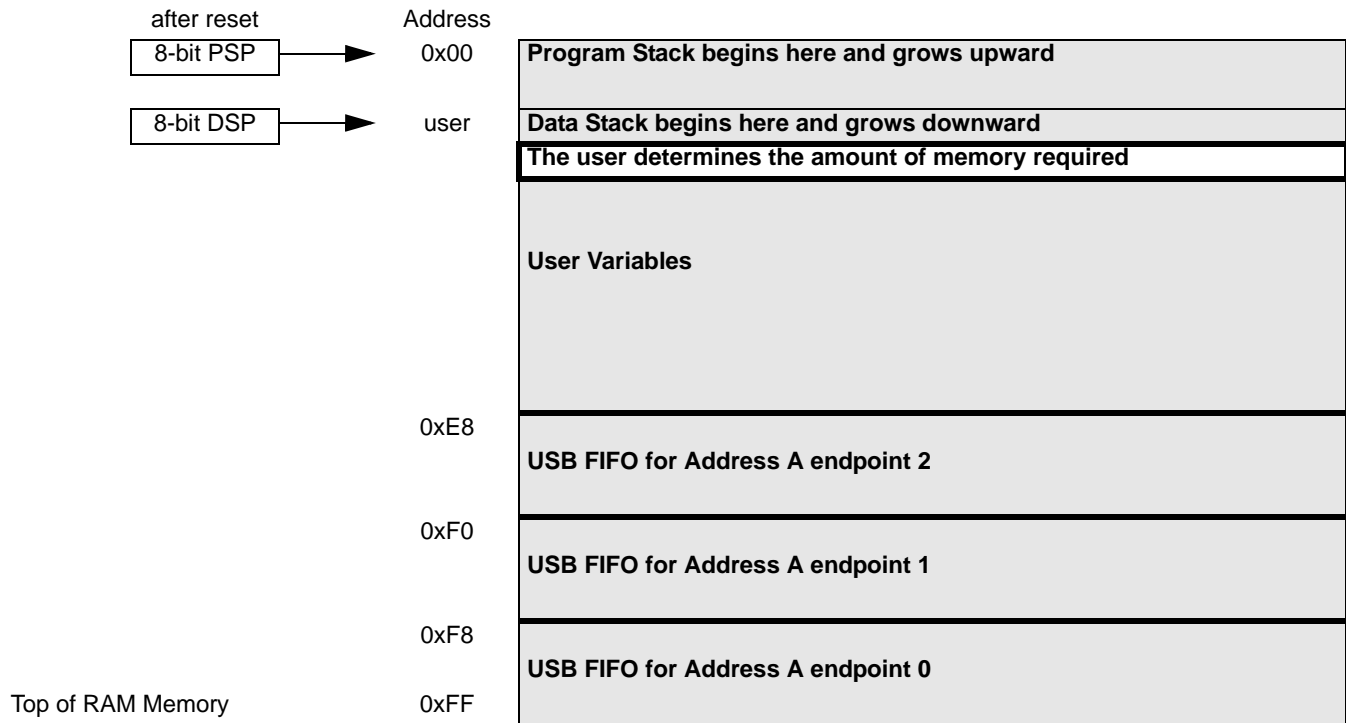 after reset Address
8-bit PSP 0x00 Program Stack begins here and grows upward
8-bit DSP user Data Stack begins here and grows downward
The user determines the amount of memory required
User Variables
0xE8
USB FIFO for Address A endpoint 2
0xF0
USB FIFO for Address A endpoint 1
0xF8
USB FIFO for Address A endpoint 0
Top of RAM Memory 0xFF